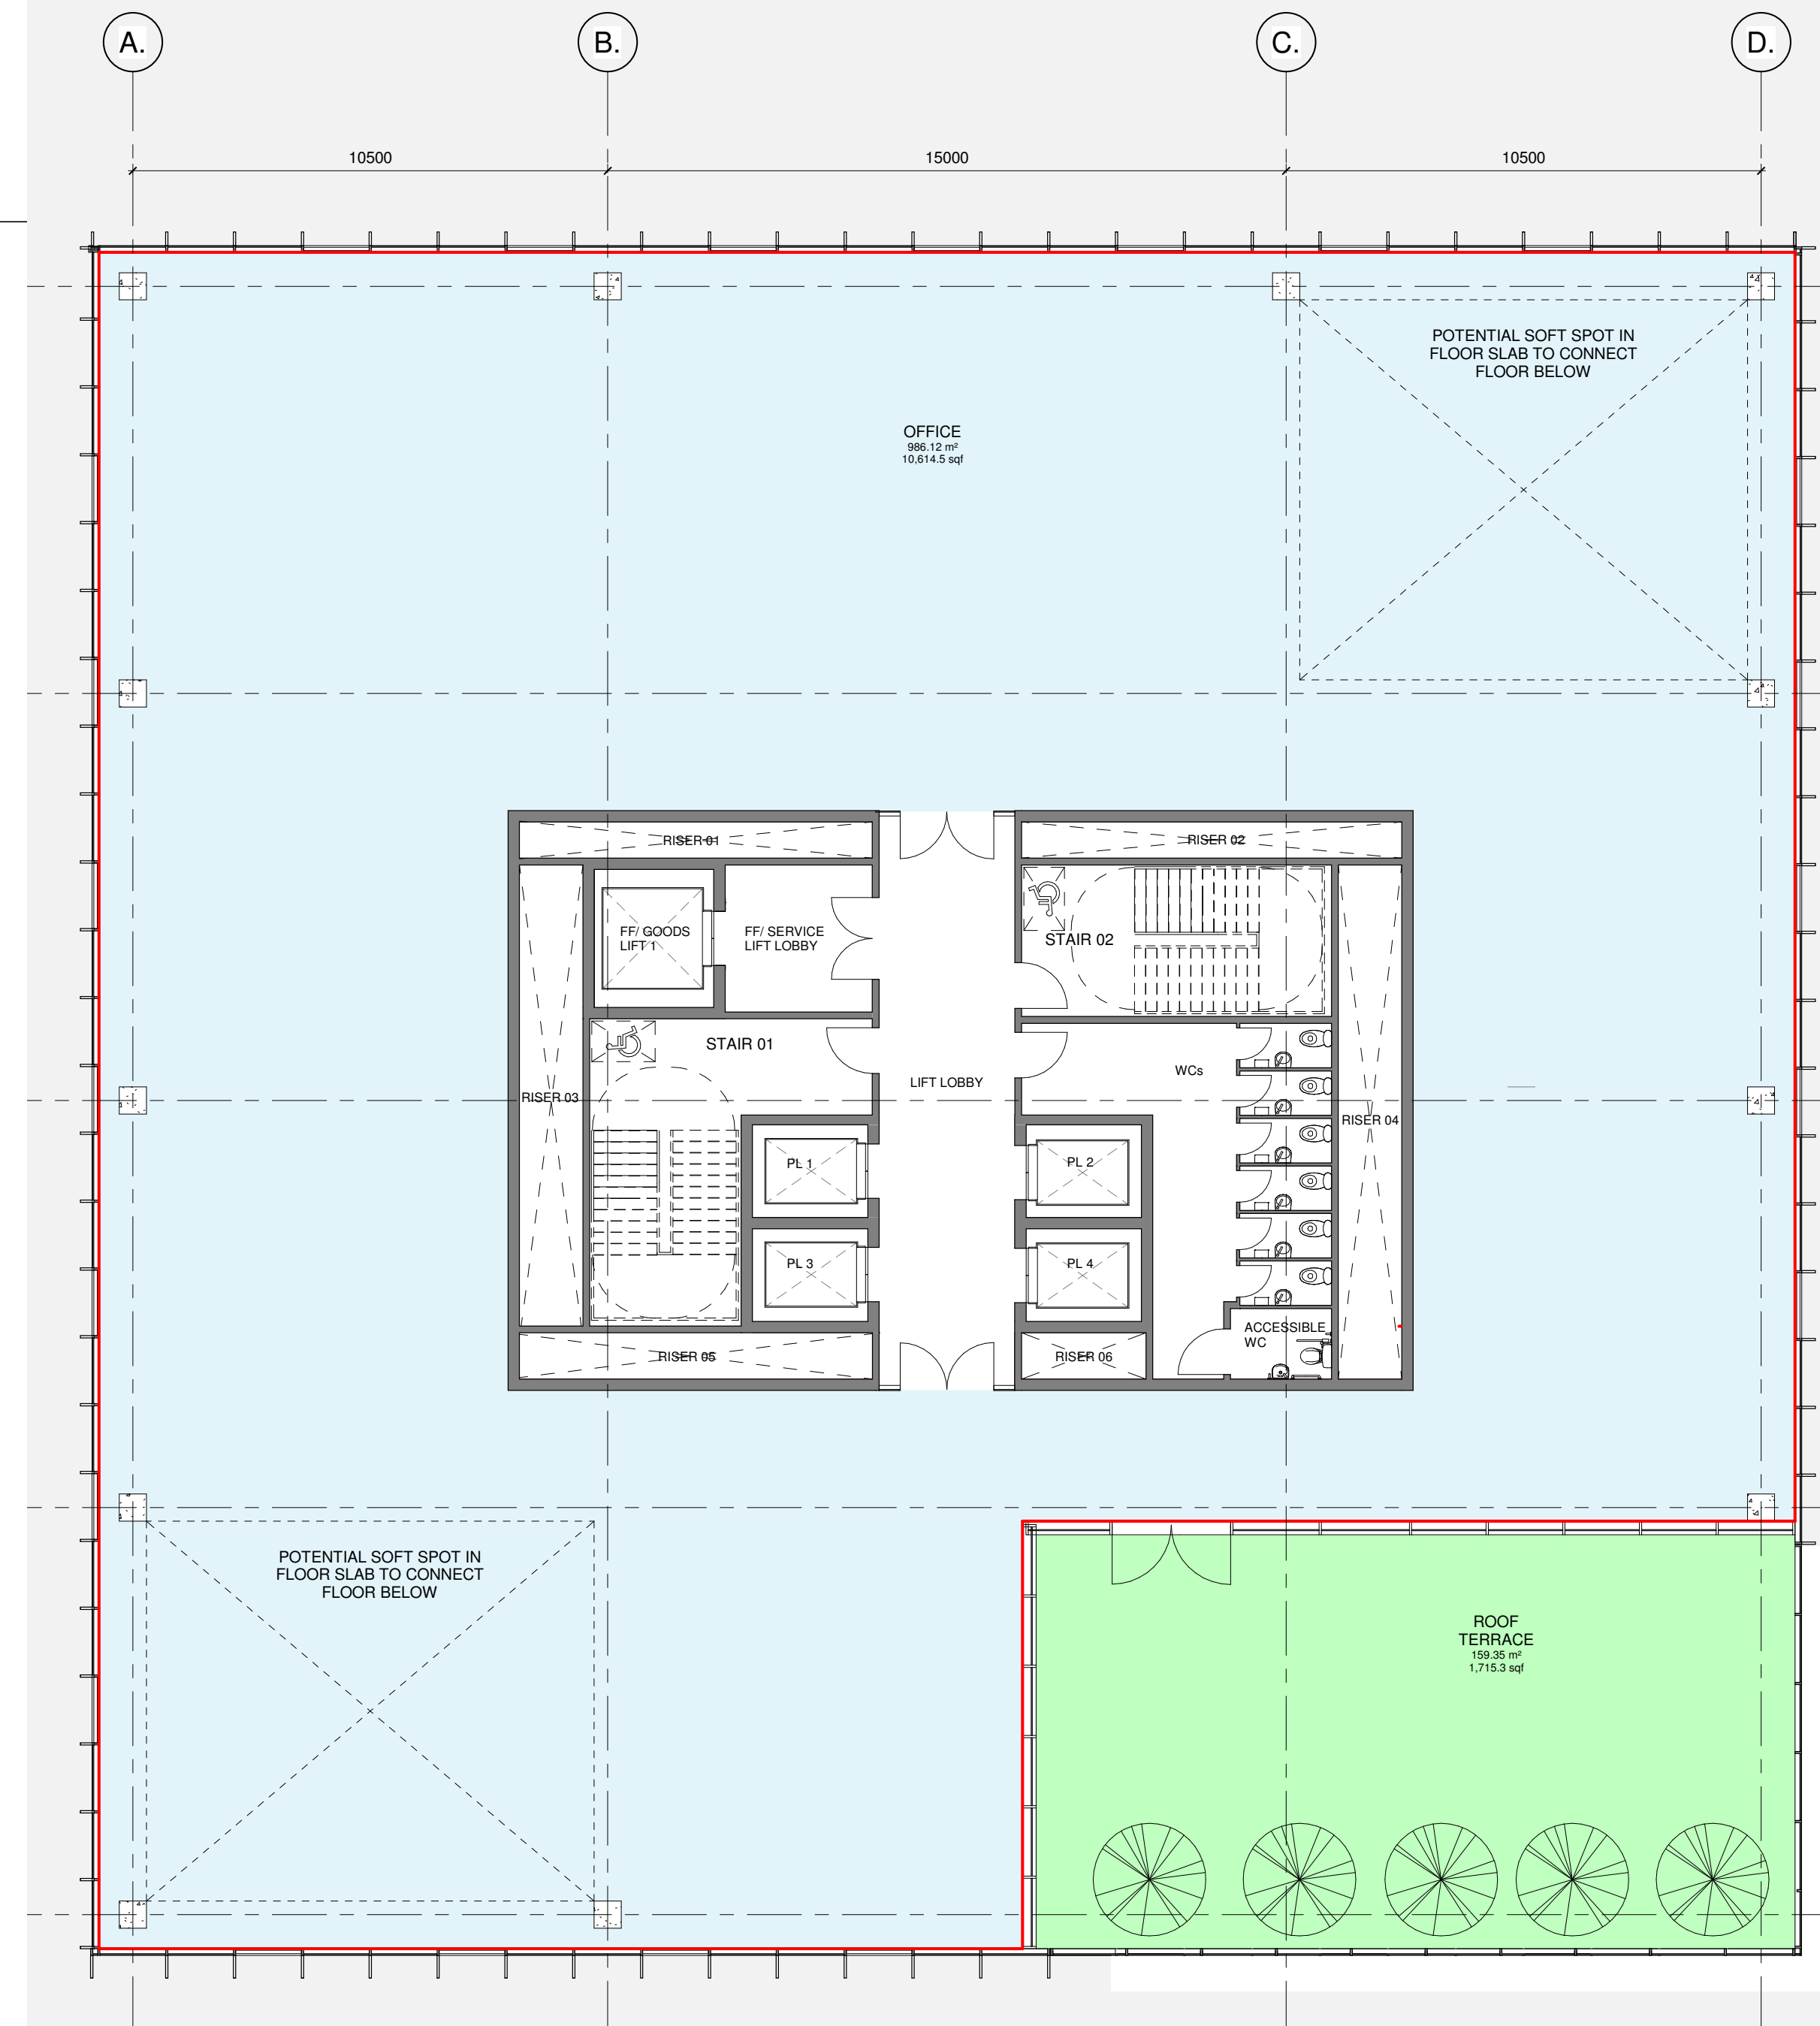 A.
B.
C.
D.
10500
15000
10500
POTENTIAL SOFT SPOT IN
FLOOR SLAB TO CONNECT
FLOOR BELOW
OFFICE
986.12 m²
10,614.5 sqf
RISER 01
RISER 02
FF/ GOODS
LIFT 1
FF/ SERVICE
LIFT LOBBY
STAIR 02
STAIR 01
LIFT LOBBY
WCs
RISER 03
RISER 04
PL 1
PL 2
PL 3
PL 4
ACCESSIBLE
WC
RISER 05
RISER 06
POTENTIAL SOFT SPOT IN
FLOOR SLAB TO CONNECT
FLOOR BELOW
ROOF
TERRACE
159.35 m²
1,715.3 sqf